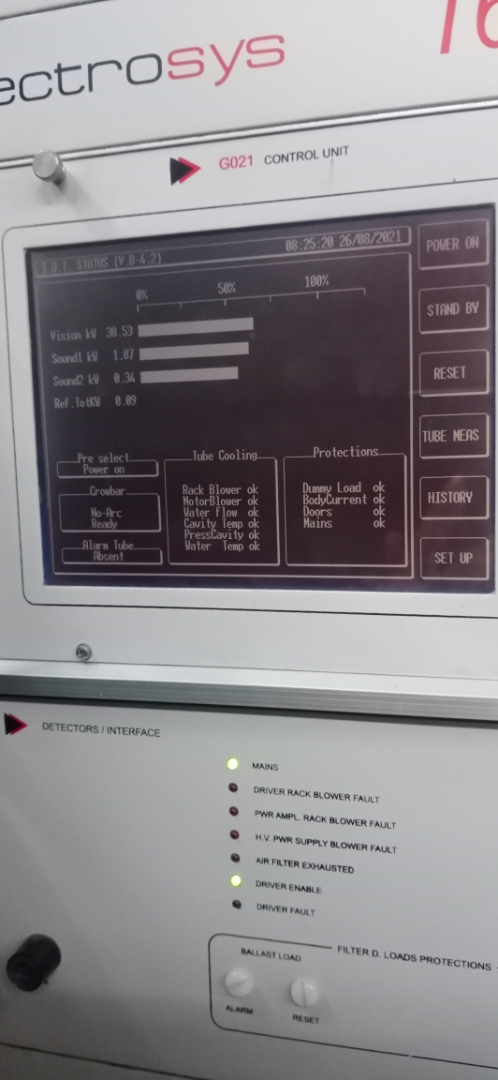 ectrosys
G021 CONTROL UNIT
I.O.T. STATUS (V D-4.2) 08:25:20 26/08/2021
0% 50% 100%
Vision kW 38.53
Sound1 kW 1.87
Sound2 kW 0.34
Ref.totKW 0.09
Pre select
Power on
Crowbar
No-Arc
Ready
Alarm Tube
Absent
Tube Cooling
Rack Blower ok
MotorBlower ok
Water Flow ok
Cavity Temp ok
PressCavity ok
Water Temp ok
Protections
Dummy Load ok
BodyCurrent ok
Doors ok
Mains ok
POWER ON
STAND BY
RESET
TUBE MEAS
HISTORY
SET UP
DETECTORS / INTERFACE
MAINS
DRIVER RACK BLOWER FAULT
PWR AMPL. RACK BLOWER FAULT
H.V. PWR SUPPLY BLOWER FAULT
AIR FILTER EXHAUSTED
DRIVER ENABLE
DRIVER FAULT
FILTER D. LOADS PROTECTIONS
BALLAST LOAD
ALARM
RESET